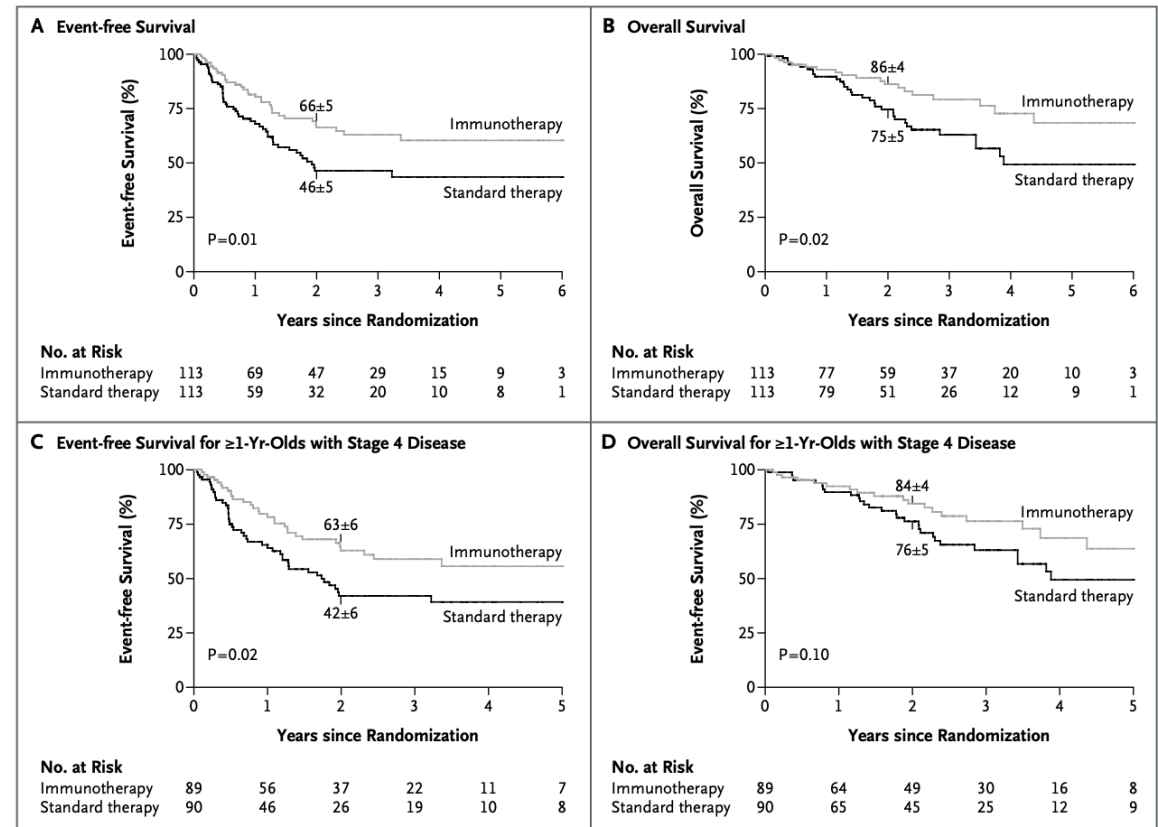 A Event-free Survival
100
75
50
25
0
Event-free Survival (%)
66±5
46±5
Immunotherapy
Standard therapy
P=0.01
0 1 2 3 4 5 6
Years since Randomization
No. at Risk
Immunotherapy 113 69 47 29 15 9 3
Standard therapy 113 59 32 20 10 8 1
B Overall Survival
100
75
50
25
0
Overall Survival (%)
86±4
75±5
Immunotherapy
Standard therapy
P=0.02
0 1 2 3 4 5 6
Years since Randomization
No. at Risk
Immunotherapy 113 77 59 37 20 10 3
Standard therapy 113 79 51 26 12 9 1
C Event-free Survival for ≥1-Yr-Olds with Stage 4 Disease
100
75
50
25
0
Event-free Survival (%)
63±6
42±6
Immunotherapy
Standard therapy
P=0.02
0 1 2 3 4 5
Years since Randomization
No. at Risk
Immunotherapy 89 56 37 22 11 7
Standard therapy 90 46 26 19 10 8
D Overall Survival for ≥1-Yr-Olds with Stage 4 Disease
100
75
50
25
0
Event-free Survival (%)
84±4
76±5
Immunotherapy
Standard therapy
P=0.10
0 1 2 3 4 5
Years since Randomization
No. at Risk
Immunotherapy 89 64 49 30 16 8
Standard therapy 90 65 45 25 12 9